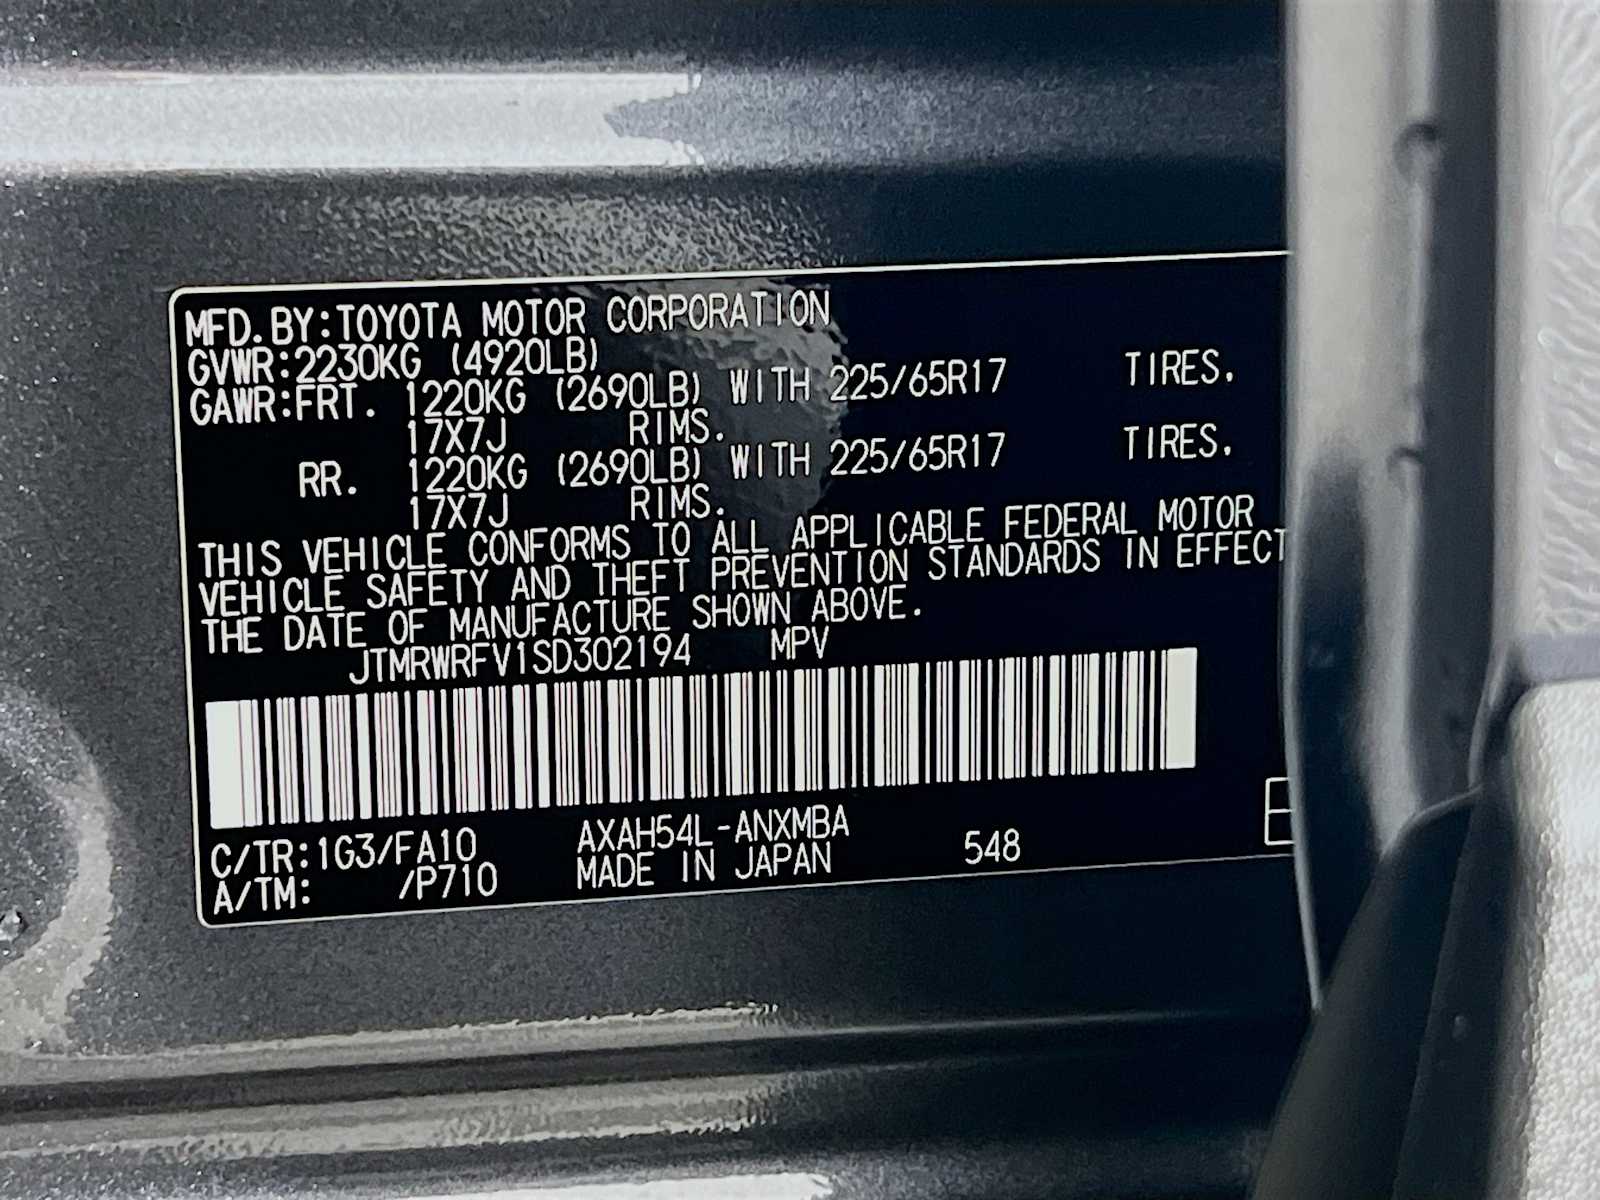 MFD.BY:TOYOTA MOTOR CORPORATION
GVWR:2230KG (4920LB)
GAWR:FRT. 1220KG (2690LB) WITH 225/65R17 TIRES.
17X7J RIMS.
RR. 1220KG (2690LB) WITH 225/65R17 TIRES.
17X7J RIMS.
THIS VEHICLE CONFORMS TO ALL APPLICABLE FEDERAL MOTOR
VEHICLE SAFETY AND THEFT PREVENTION STANDARDS IN EFFECT
THE DATE OF MANUFACTURE SHOWN ABOVE.
JTMRWRFV1SD302194 MPV
C/TR:1G3/FA10 AXAH54L-ANXMBA
A/TM: /P710 MADE IN JAPAN 548